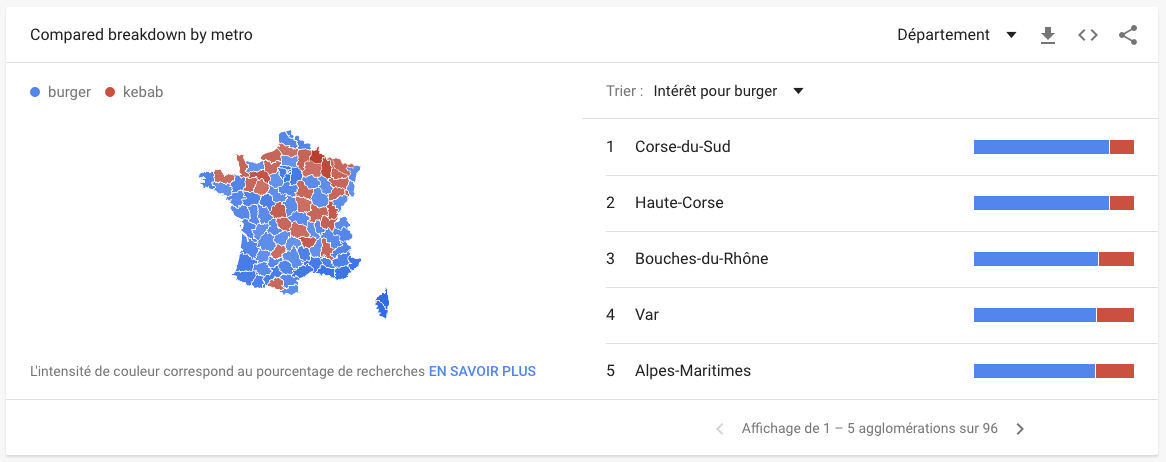 Compared breakdown by metro
Département
burger kebab
Trier : Intérêt pour burger
1 Corse-du-Sud
2 Haute-Corse
3 Bouches-du-Rhône
4 Var
5 Alpes-Maritimes
L'intensité de couleur correspond au pourcentage de recherches EN SAVOIR PLUS
Affichage de 1 – 5 agglomérations sur 96